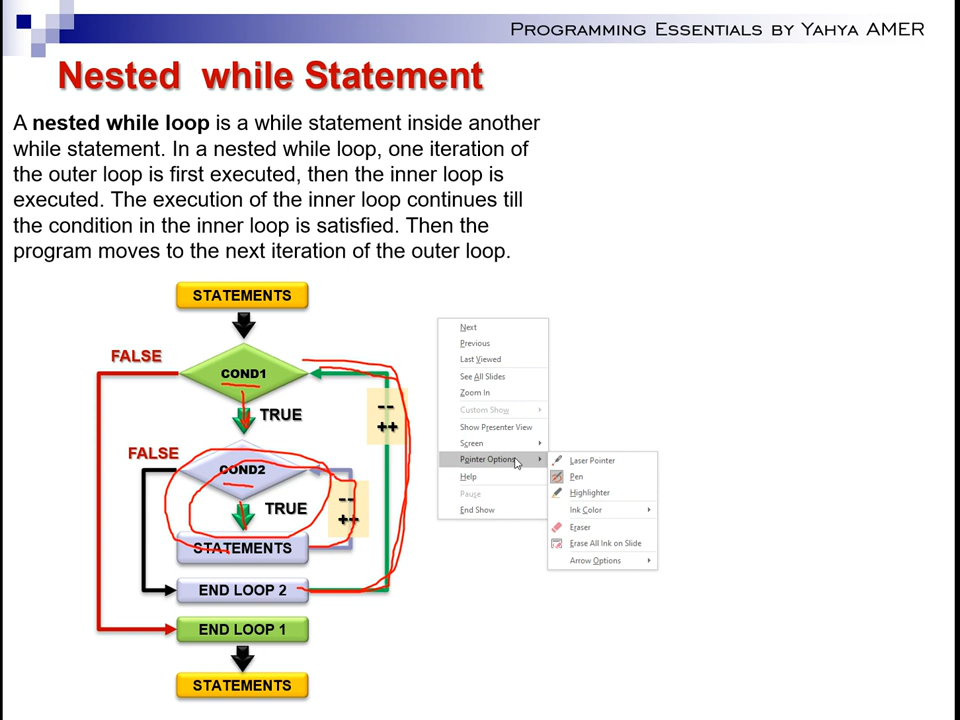 PROGRAMMING ESSENTIALS BY YAHYA AMER
Nested while Statement
A nested while loop is a while statement inside another
while statement. In a nested while loop, one iteration of
the outer loop is first executed, then the inner loop is
executed. The execution of the inner loop continues till
the condition in the inner loop is satisfied. Then the
program moves to the next iteration of the outer loop.
STATEMENTS
FALSE
COND1
TRUE
--
++
FALSE
COND2
TRUE
--
++
STATEMENTS
END LOOP 2
END LOOP 1
STATEMENTS
Next
Previous
Last Viewed
See All Slides
Zoom In
Custom Show
Show Presenter View
Screen
Pointer Options
Help
Pause
End Show
Laser Pointer
Pen
Highlighter
Ink Color
Eraser
Erase All Ink on Slide
Arrow Options